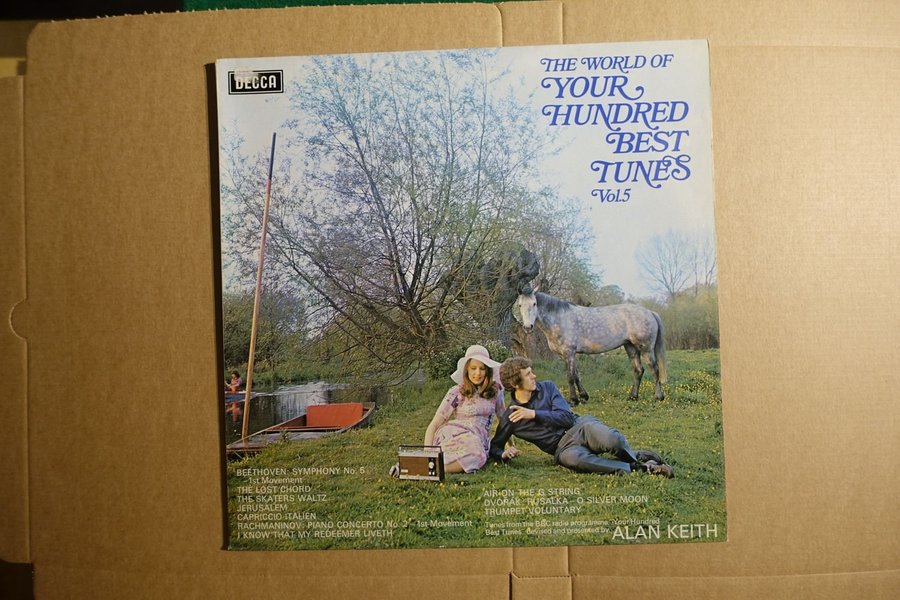 DECCA
THE WORLD OF
YOUR
HUNDRED
BEST
TUNES
Vol.5
BEETHOVEN: SYMPHONY No. 5
– 1st Movement
THE LOST CHORD
THE SKATERS WALTZ
JERUSALEM
CAPRICCIO ITALIEN
RACHMANINOV: PIANO CONCERTO No. 2 – 1st Movement
I KNOW THAT MY REDEEMER LIVETH
AIR ON THE G STRING
DVORAK: 'RUSALKA' - O SILVER MOON
TRUMPET VOLUNTARY
Tunes from the BBC radio programme 'Your Hundred
Best Tunes' devised and presented by ALAN KEITH